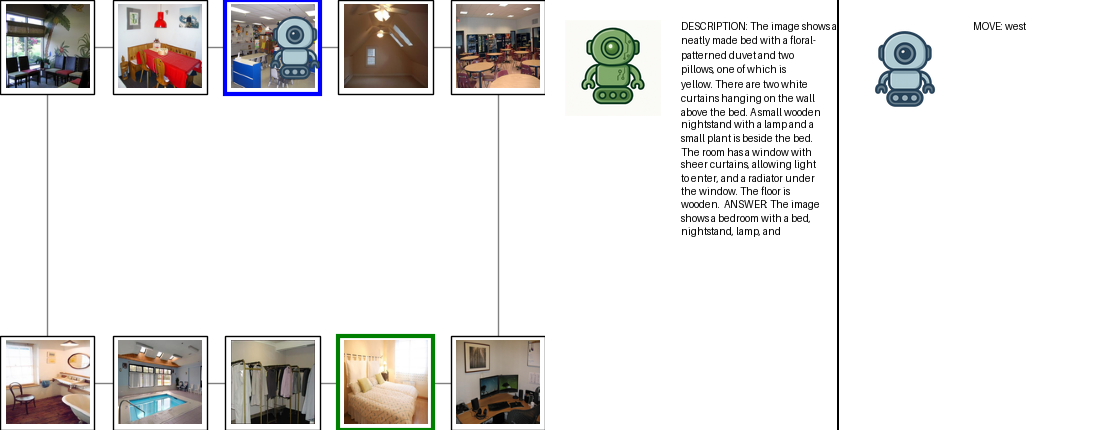 DESCRIPTION: The image shows a
neatly made bed with a floral-
patterned duvet and two
pillows, one of which is
yellow. There are two white
curtains hanging on the wall
above the bed. A small wooden
nightstand with a lamp and a
small plant is beside the bed.
The room has a window with
sheer curtains, allowing light
to enter, and a radiator under
the window. The floor is
wooden. ANSWER: The image
shows a bedroom with a bed,
nightstand, lamp, and
MOVE: west